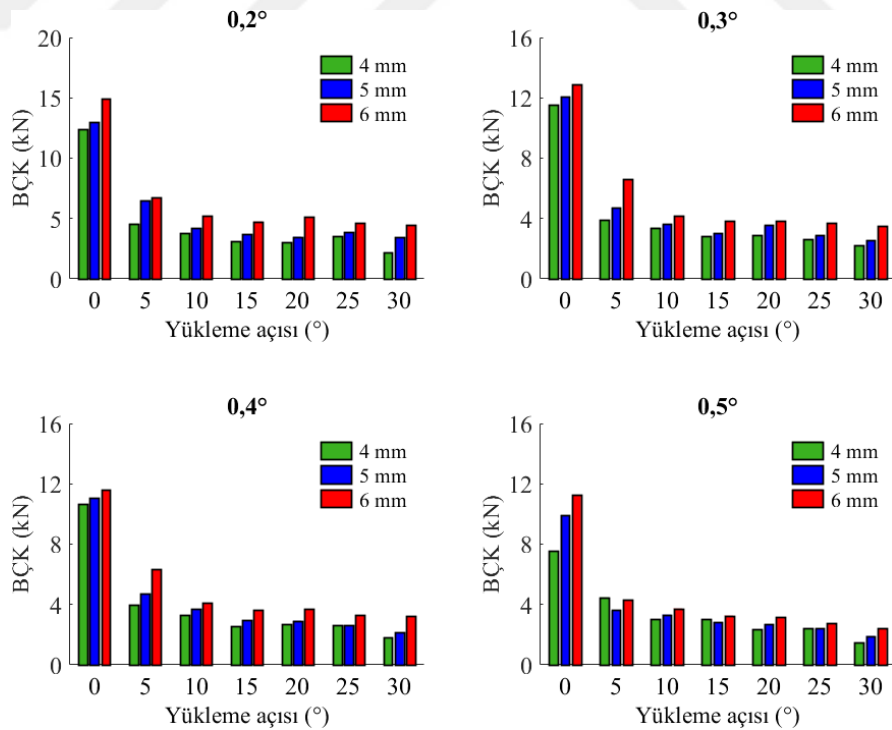 0,2°
20
15
10
5
0
BÇK (kN)
4 mm
5 mm
6 mm
0 5 10 15 20 25 30
Yükleme açısı (°)
0,3°
16
12
8
4
0
BÇK (kN)
4 mm
5 mm
6 mm
0 5 10 15 20 25 30
Yükleme açısı (°)
0,4°
16
12
8
4
0
BÇK (kN)
4 mm
5 mm
6 mm
0 5 10 15 20 25 30
Yükleme açısı (°)
0,5°
16
12
8
4
0
BÇK (kN)
4 mm
5 mm
6 mm
0 5 10 15 20 25 30
Yükleme açısı (°)